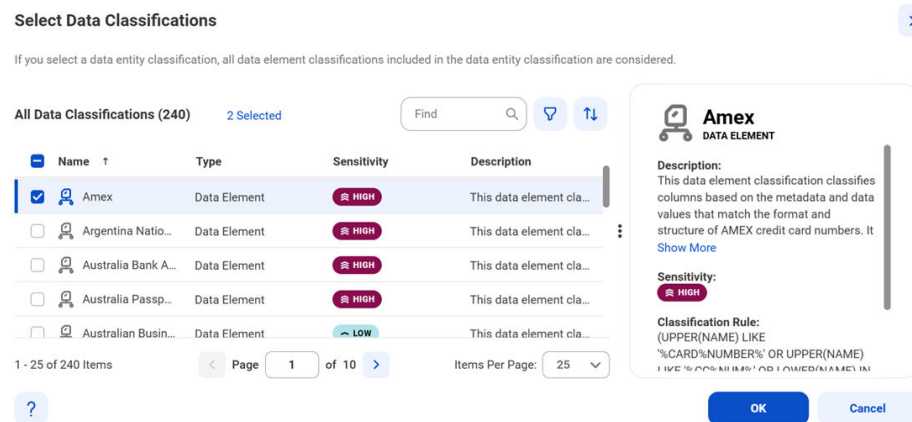 Select Data Classifications
If you select a data entity classification, all data element classifications included in the data entity classification are considered.
All Data Classifications (240) 2 Selected Find
Name ↑ Type Sensitivity Description
Amex Data Element HIGH This data element cla...
Argentina Natio... Data Element HIGH This data element cla...
Australia Bank A... Data Element HIGH This data element cla...
Australia Passp... Data Element HIGH This data element cla...
Australian Busin... Data Element LOW This data element cla...
1 - 25 of 240 Items Page 1 of 10 Items Per Page: 25
Amex
DATA ELEMENT
Description:
This data element classification classifies
columns based on the metadata and data
values that match the format and
structure of AMEX credit card numbers. It
Show More
Sensitivity:
HIGH
Classification Rule:
(UPPER(NAME) LIKE
'%CARD%NUMBER%' OR UPPER(NAME)
LIKE '%CC%NUM%' OR LOWER(NAME) IN
? OK Cancel